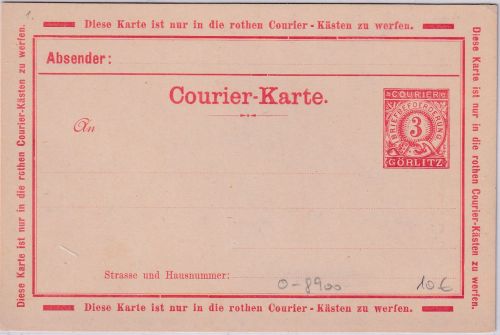 1.
Diese Karte ist nur in die rothen Courier-Kästen zu werfen.
Absender:
Courier-Karte.
COURIER
BRIEFBEFOERDERUNG
3
GÖRLITZ
An
Strasse und Hausnummer:
0-8900
10€
Diese Karte ist nur in die rothen Courier-Kästen zu werfen.
Diese Karte ist nur in die rothen Courier-Kästen zu werfen.
Diese Karte ist nur in die rothen Courier-Kästen zu werfen.